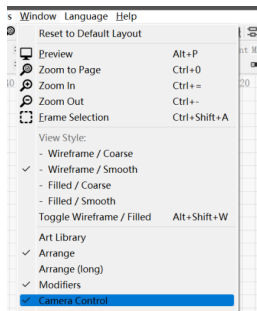 s Window Language Help
Reset to Default Layout
Preview Alt+P
Zoom to Page Ctrl+0
Zoom In Ctrl+=
Zoom Out Ctrl+-
Frame Selection Ctrl+Shift+A
View Style:
- Wireframe / Coarse
✓ - Wireframe / Smooth
- Filled / Coarse
- Filled / Smooth
Toggle Wireframe / Filled Alt+Shift+W
Art Library
✓ Arrange
Arrange (long)
✓ Modifiers
✓ Camera Control
nt M
20